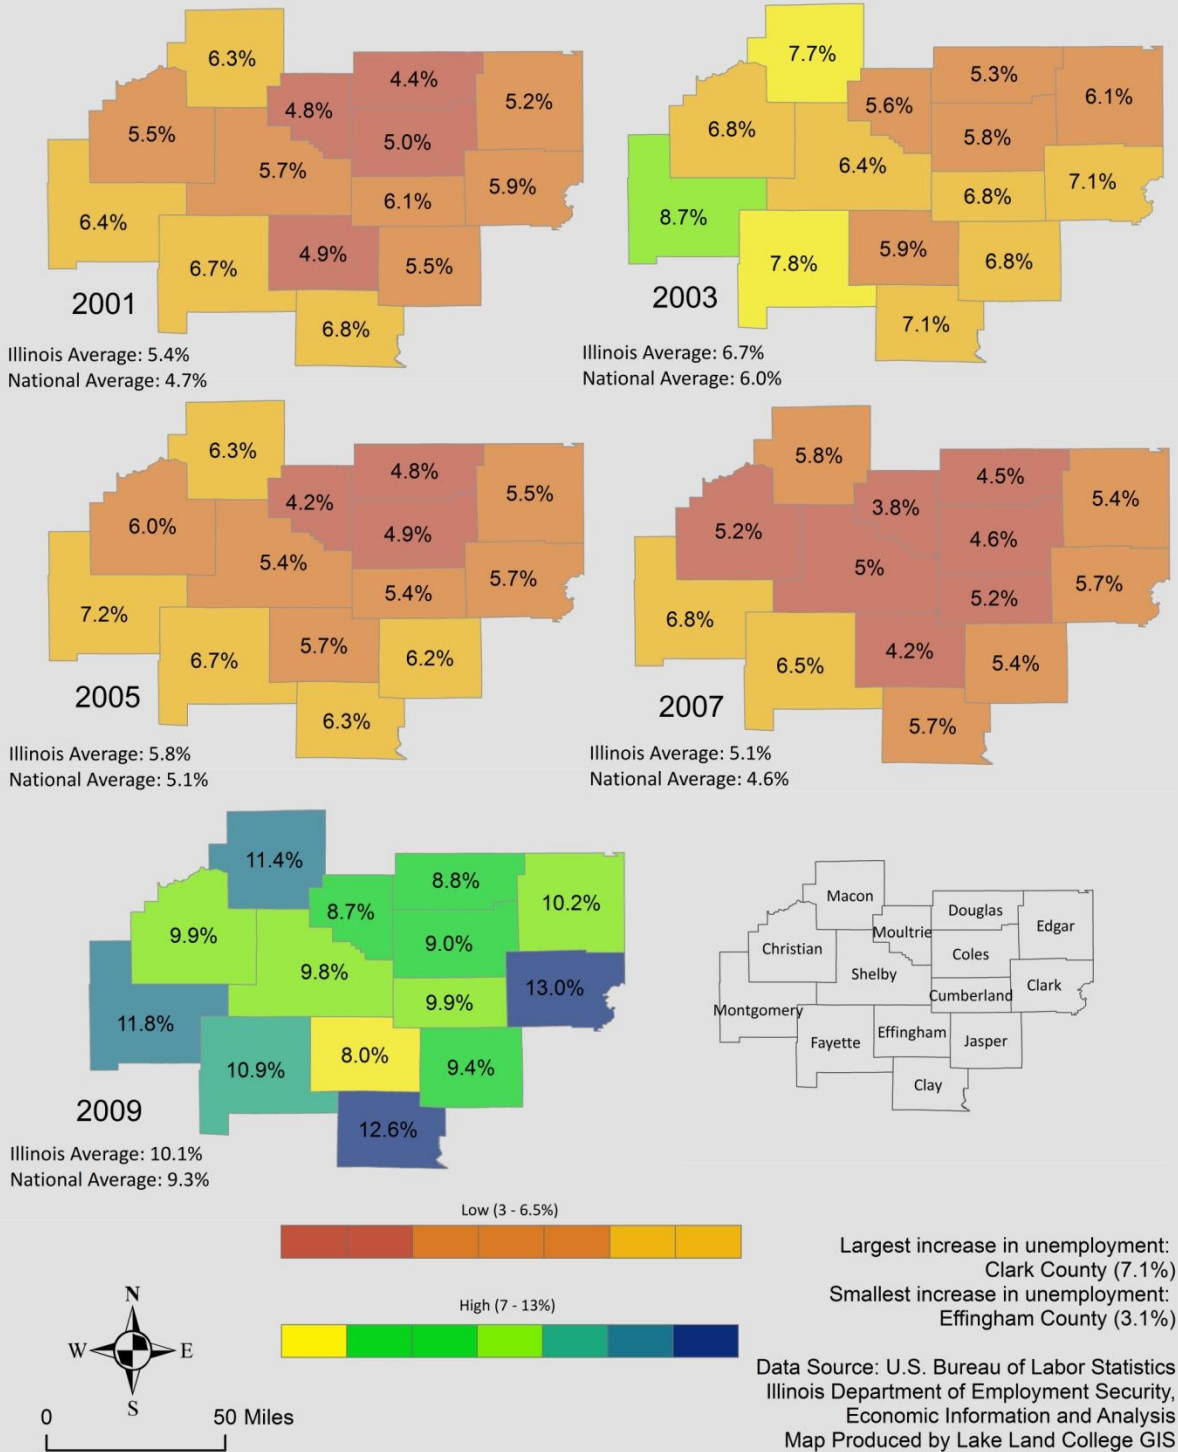 6.3%
4.4%
4.8%
5.2%
5.5%
5.0%
5.7%
5.9%
6.1%
6.4%
4.9%
6.7%
5.5%
2001
6.8%
Illinois Average: 5.4%
National Average: 4.7%
7.7%
5.3%
5.6%
6.1%
6.8%
5.8%
6.4%
7.1%
6.8%
8.7%
5.9%
7.8%
6.8%
2003
7.1%
Illinois Average: 6.7%
National Average: 6.0%
6.3%
4.8%
4.2%
5.5%
6.0%
4.9%
5.4%
5.7%
5.4%
7.2%
5.7%
6.7%
6.2%
2005
6.3%
Illinois Average: 5.8%
National Average: 5.1%
5.8%
4.5%
3.8%
5.4%
5.2%
4.6%
5%
5.7%
5.2%
6.8%
4.2%
6.5%
5.4%
2007
5.7%
Illinois Average: 5.1%
National Average: 4.6%
11.4%
8.8%
8.7%
10.2%
9.9%
9.0%
9.8%
13.0%
9.9%
11.8%
8.0%
10.9%
9.4%
2009
12.6%
Illinois Average: 10.1%
National Average: 9.3%
Macon
Douglas
Moultrie
Edgar
Christian
Coles
Shelby
Clark
Cumberland
Montgomery
Effingham
Fayette
Jasper
Clay
Low (3 - 6.5%)
High (7 - 13%)
N
W
E
S
0
50 Miles
Largest increase in unemployment:
Clark County (7.1%)
Smallest increase in unemployment:
Effingham County (3.1%)
Data Source: U.S. Bureau of Labor Statistics
Illinois Department of Employment Security,
Economic Information and Analysis
Map Produced by Lake Land College GIS